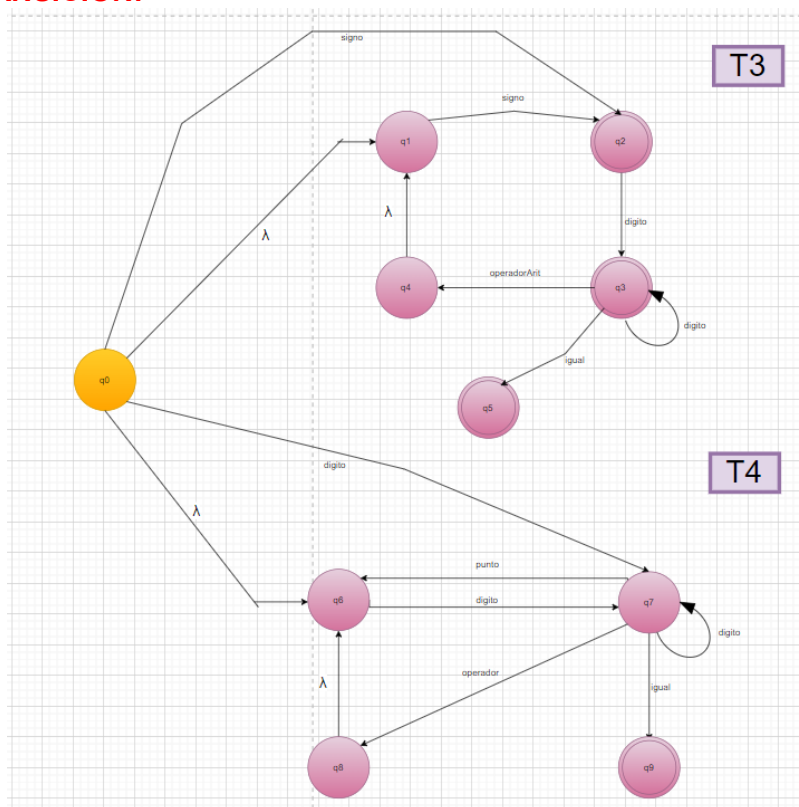 signo
T3
signo
q1
q2
λ
digito
λ
operadorArit
q4
q3
digito
igual
q0
q5
T4
digito
λ
punto
q6
digito
q7
digito
operador
λ
igual
q8
q9